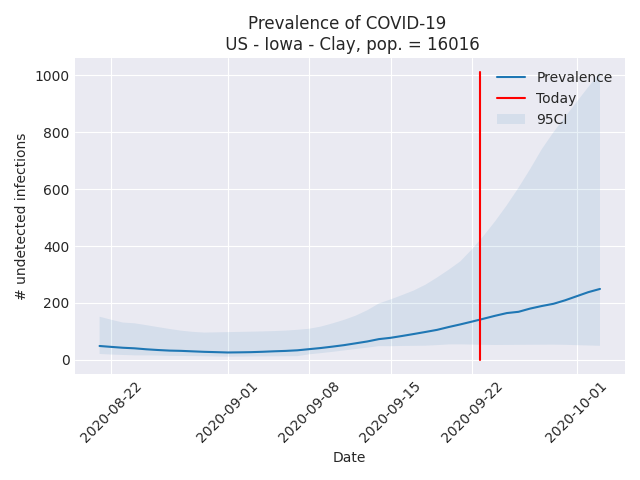 Prevalence of COVID-19
US - Iowa - Clay, pop. = 16016
Prevalence
Today
95CI
# undetected infections
1000
800
600
400
200
0
2020-08-22
2020-09-01
2020-09-08
2020-09-15
2020-09-22
2020-10-01
Date